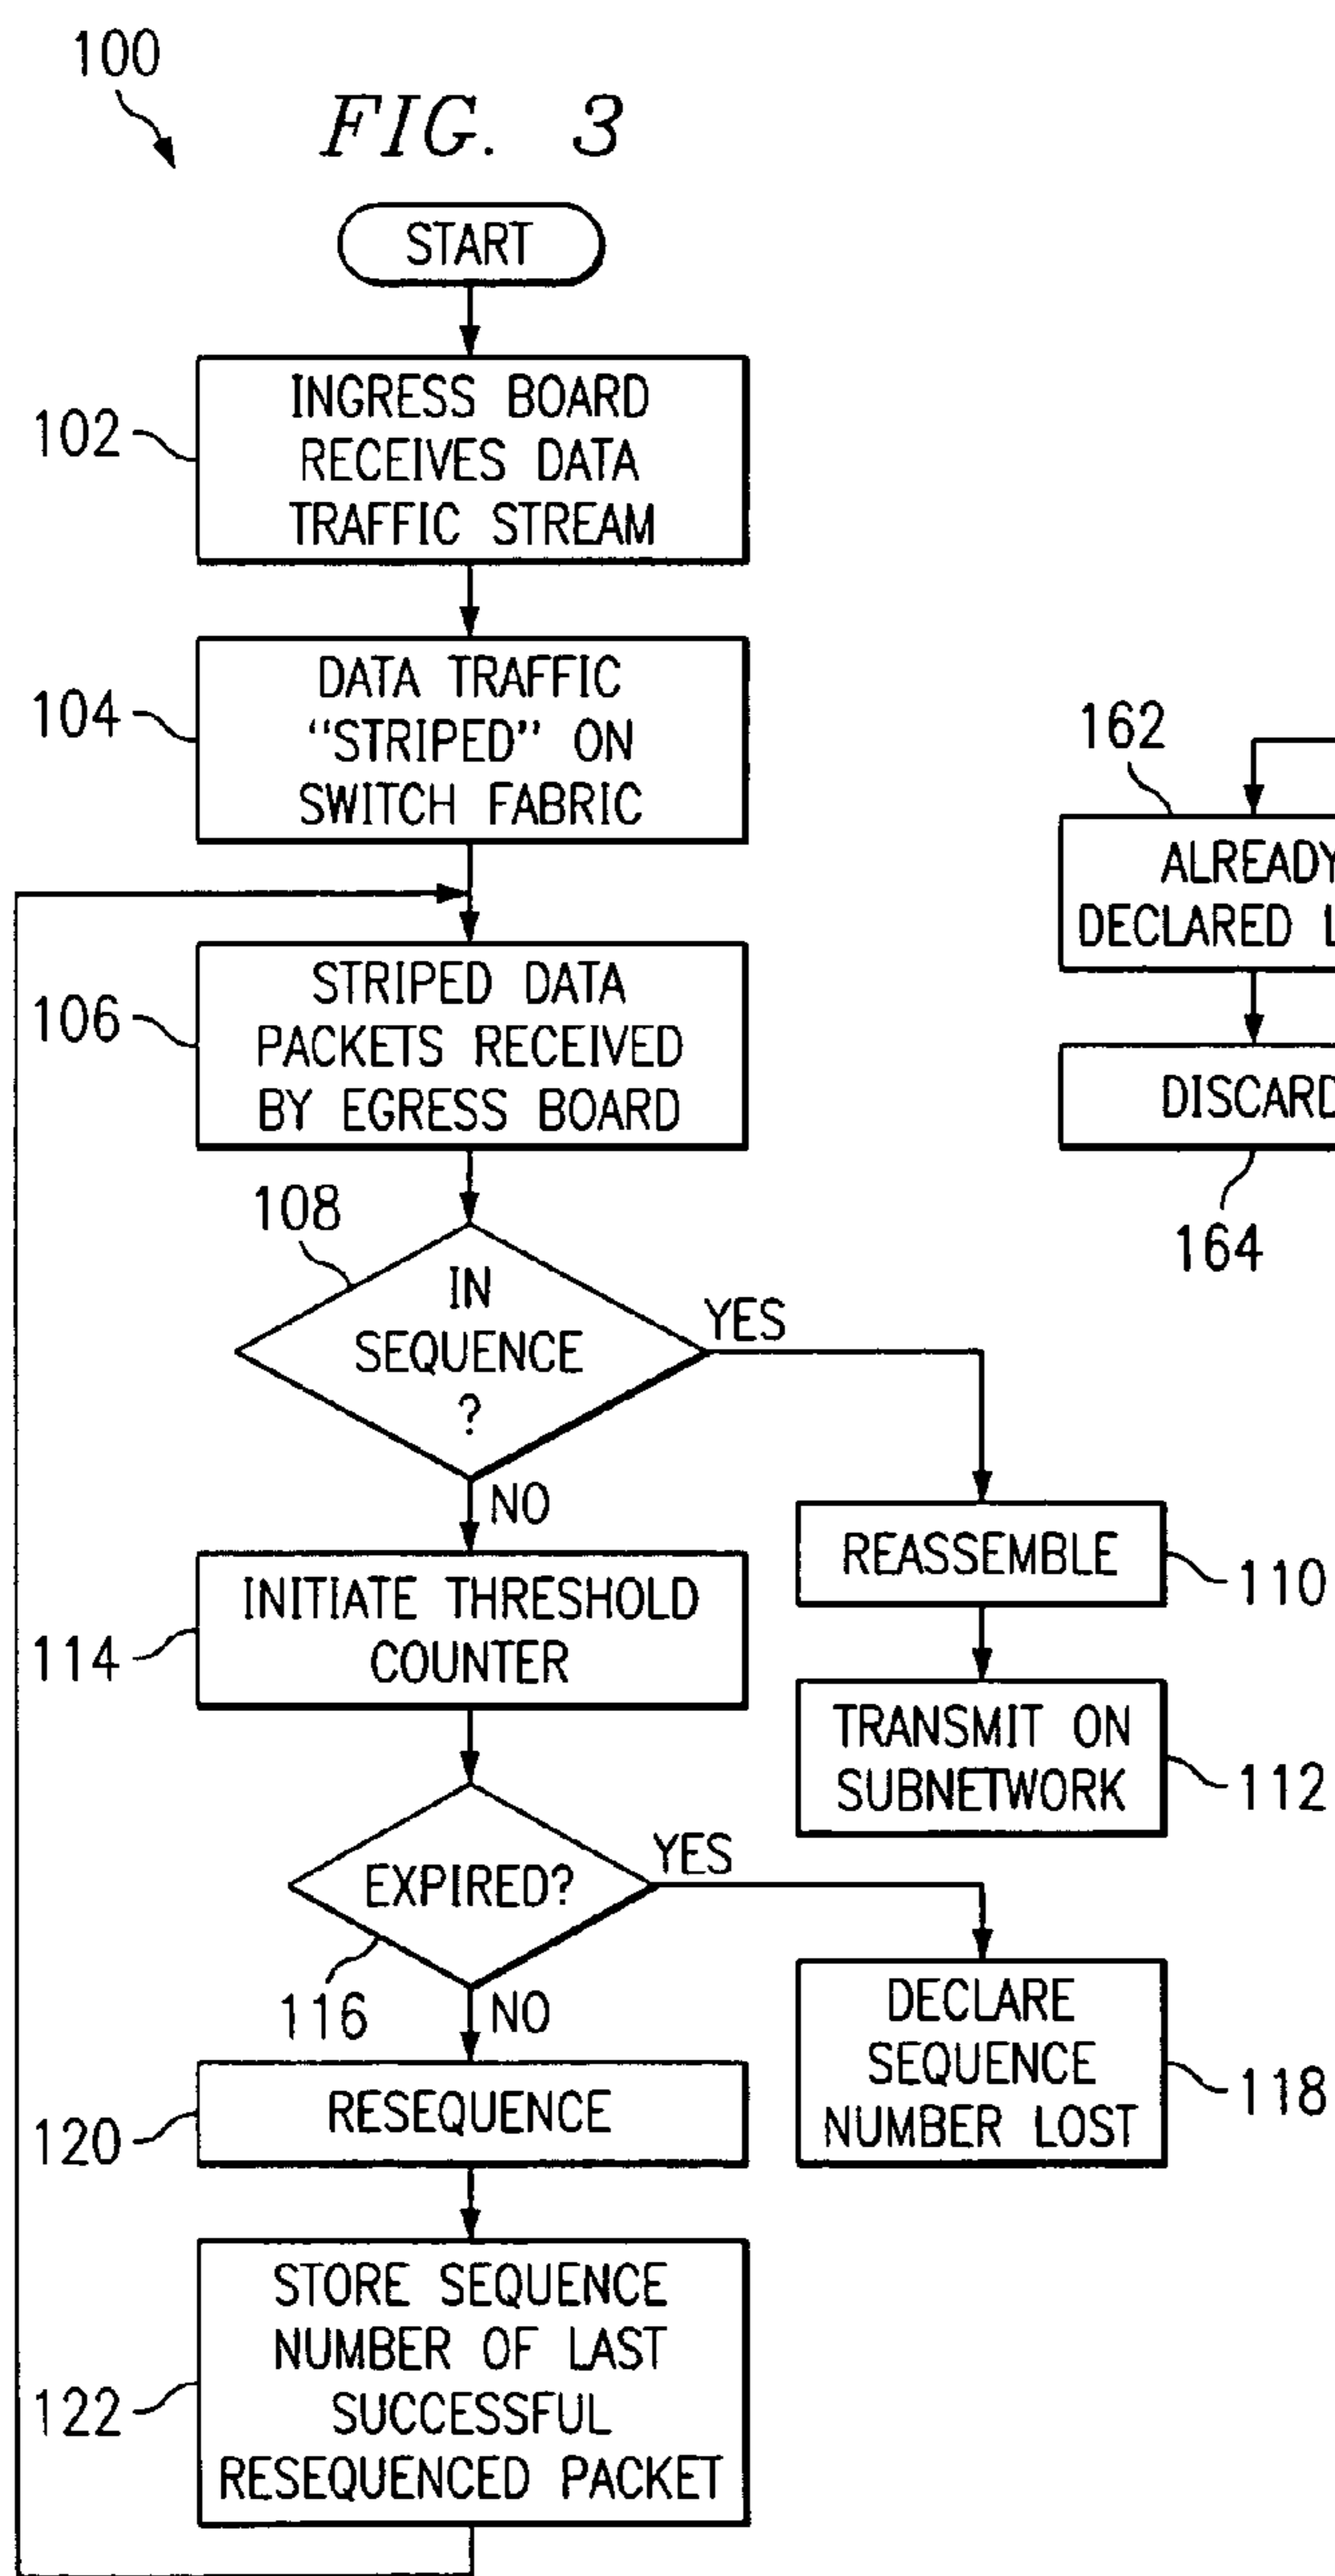 100
FIG. 3
START
102
INGRESS BOARD
RECEIVES DATA
TRAFFIC STREAM
104
DATA TRAFFIC
“STRIPED” ON
SWITCH FABRIC
106
STRIPED DATA
PACKETS RECEIVED
BY EGRESS BOARD
108
IN
SEQUENCE
?
YES
NO
REASSEMBLE
110
114
INITIATE THRESHOLD
COUNTER
TRANSMIT ON
SUBNETWORK
112
EXPIRED?
YES
116
NO
DECLARE
SEQUENCE
NUMBER LOST
118
120
RESEQUENCE
122
STORE SEQUENCE
NUMBER OF LAST
SUCCESSFUL
RESEQUENCED PACKET
162
ALREADY
DECLARED
DISCARD
164